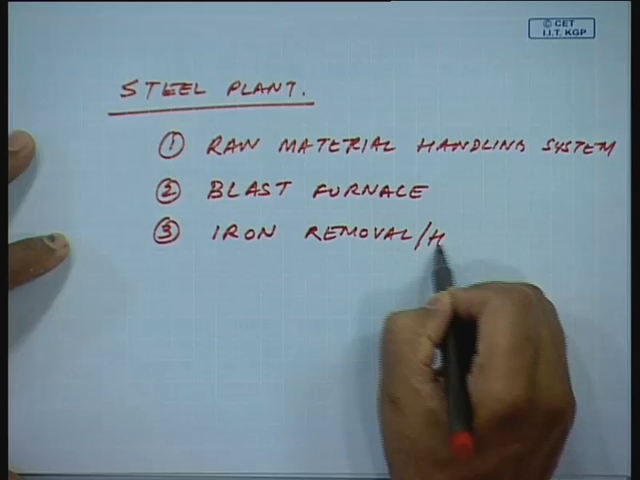 © CET
I.I.T. KGP
STEEL PLANT.
① RAW MATERIAL HANDLING SYSTEM
② BLAST FURNACE
③ IRON REMOVAL/H